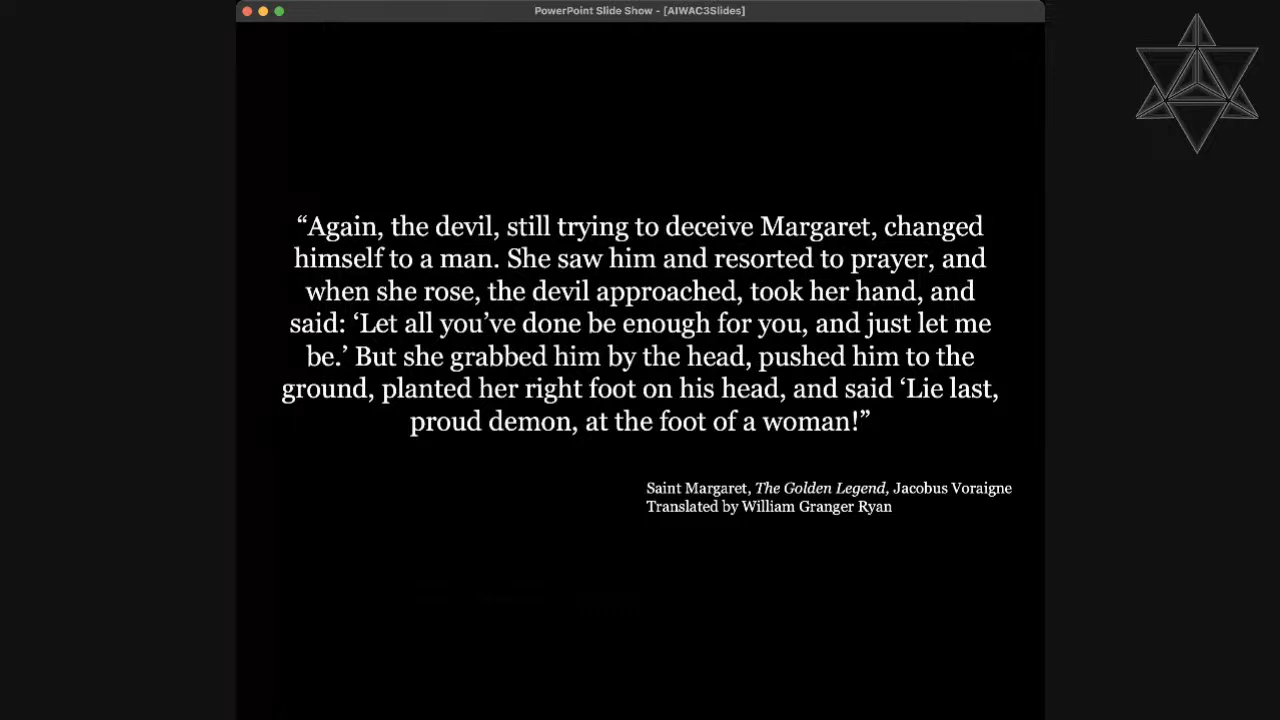 PowerPoint Slide Show - [AIWAC3Slides]
“Again, the devil, still trying to deceive Margaret, changed
himself to a man. She saw him and resorted to prayer, and
when she rose, the devil approached, took her hand, and
said: ‘Let all you’ve done be enough for you, and just let me
be.’ But she grabbed him by the head, pushed him to the
ground, planted her right foot on his head, and said ‘Lie last,
proud demon, at the foot of a woman!”
Saint Margaret, The Golden Legend, Jacobus Voraigne
Translated by William Granger Ryan